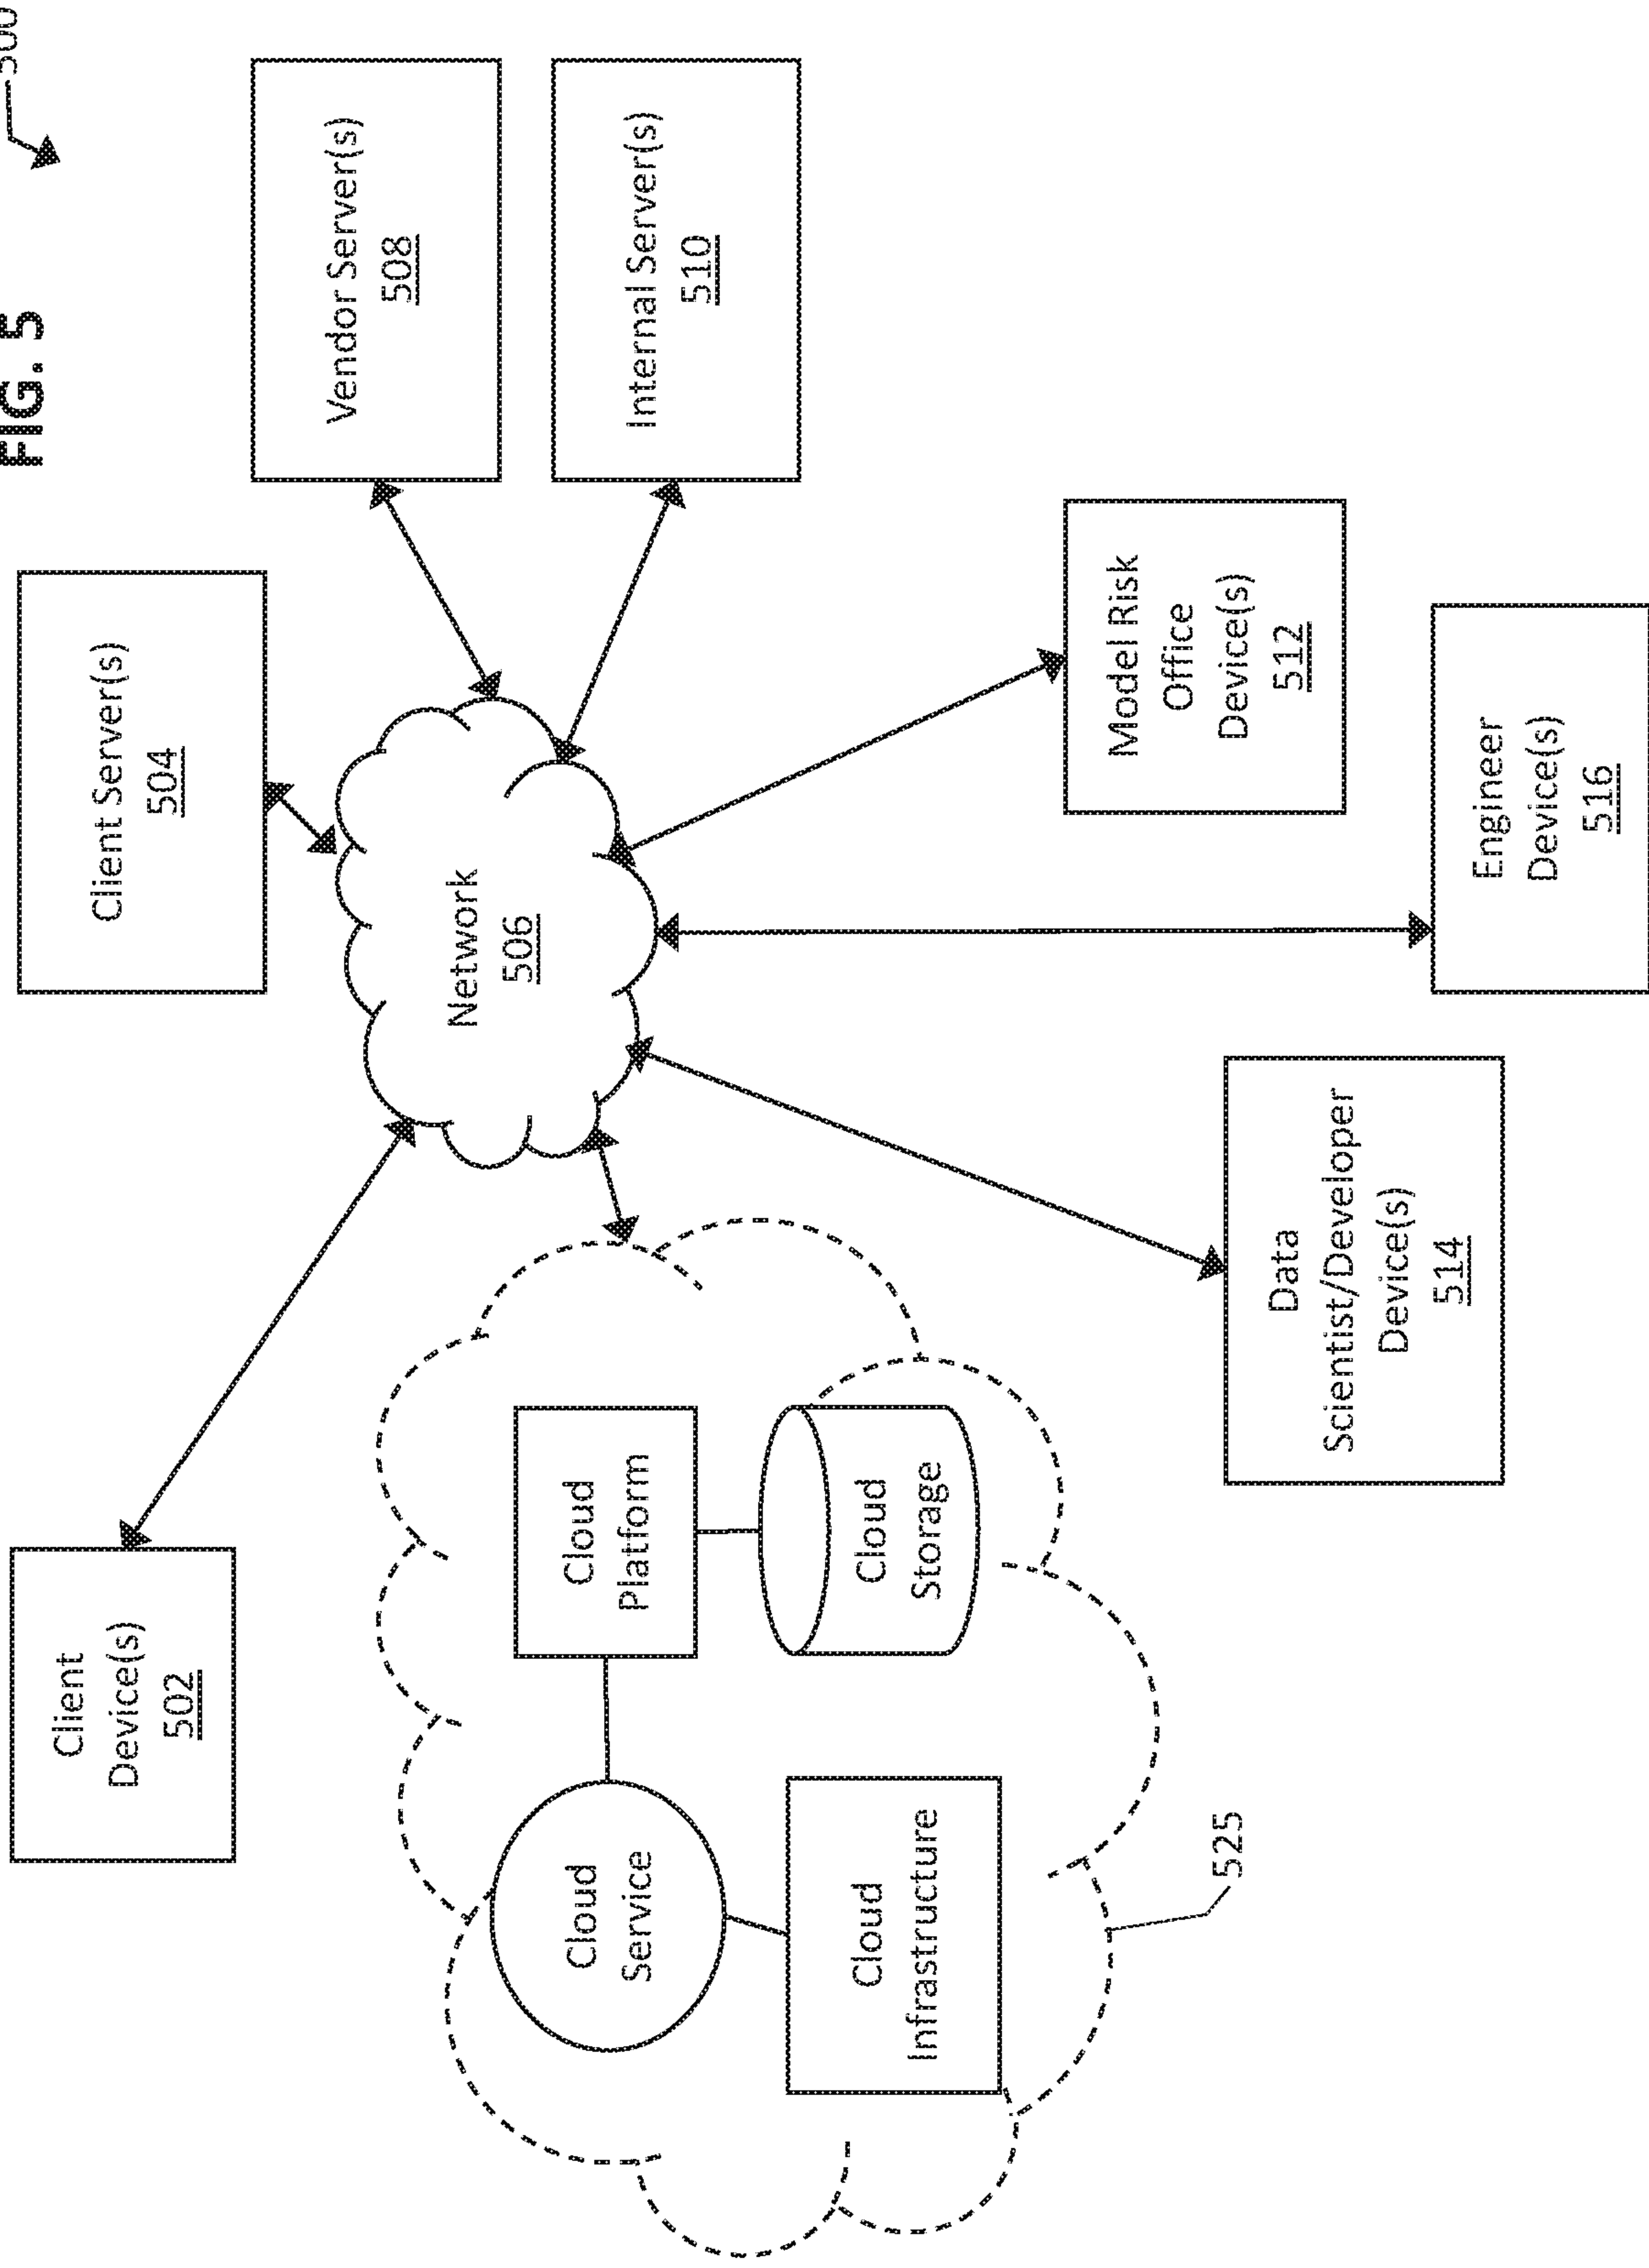 FIG. 5
500
Client
Device(s)
502
Client Server(s)
504
Vendor Server(s)
508
Internal Server(s)
510
Network
506
Cloud
Service
Cloud
Platform
Cloud
Infrastructure
Cloud
Storage
525
Data
Scientist/Developer
Device(s)
514
Engineer
Device(s)
516
Model Risk
Office
Device(s)
512